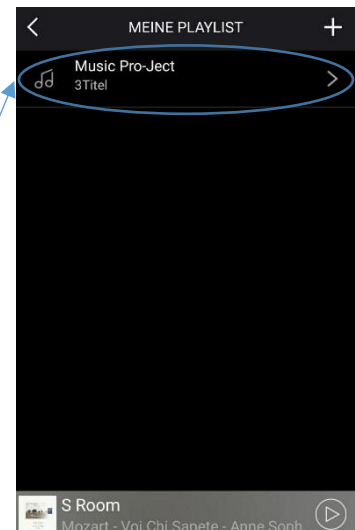 MEINE PLAYLIST
Music Pro-Ject
3Titel
S Room
Mozart - Voi Chi Sapete - Anne Soph